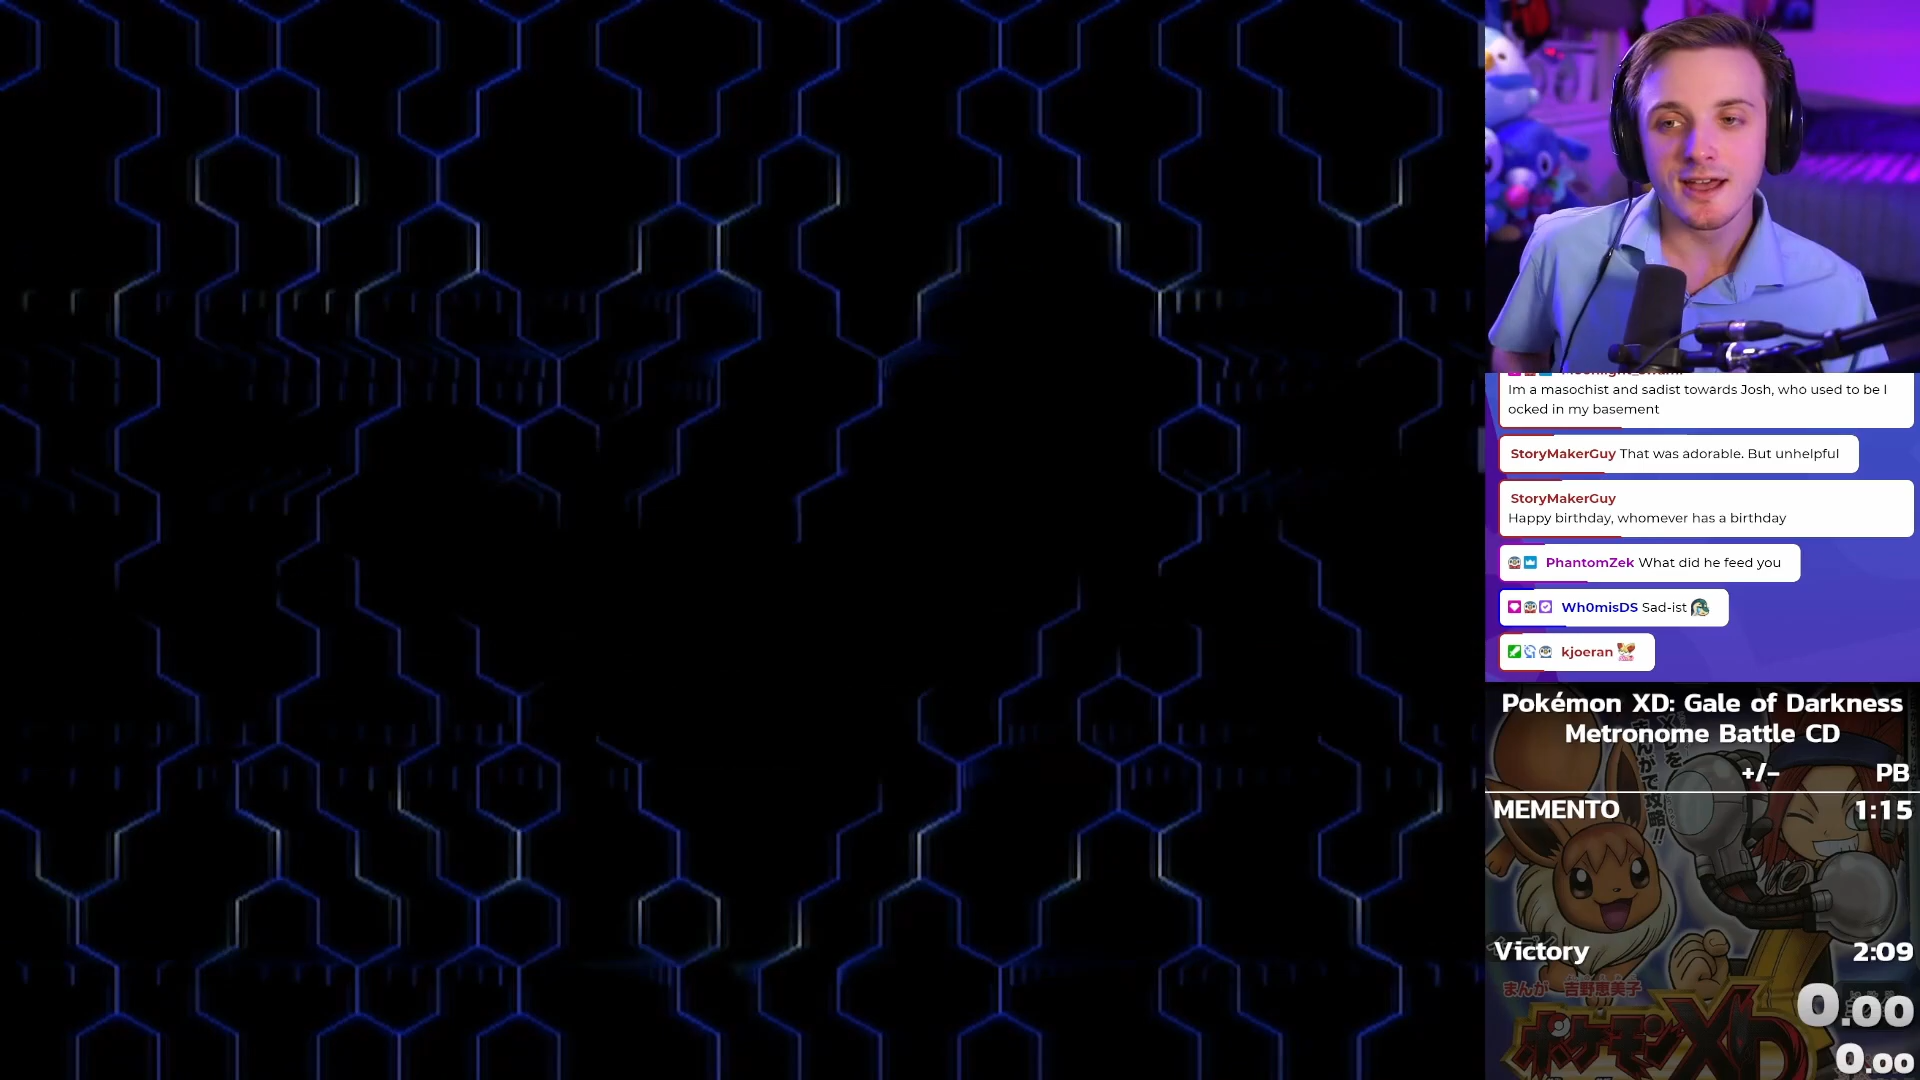 Im a masochist and sadist towards Josh, who used to be l
ocked in my basement
StoryMakerGuy That was adorable. But unhelpful
StoryMakerGuy
Happy birthday, whomever has a birthday
PhantomZek What did he feed you
Wh0misDS Sad-ist
kjoeran
Pokémon XD: Gale of Darkness
Metronome Battle CD
+/− PB
MEMENTO 1:15
Victory 2:09
まんが 吉野恵美子
0.00
ポケモンXD
0.00